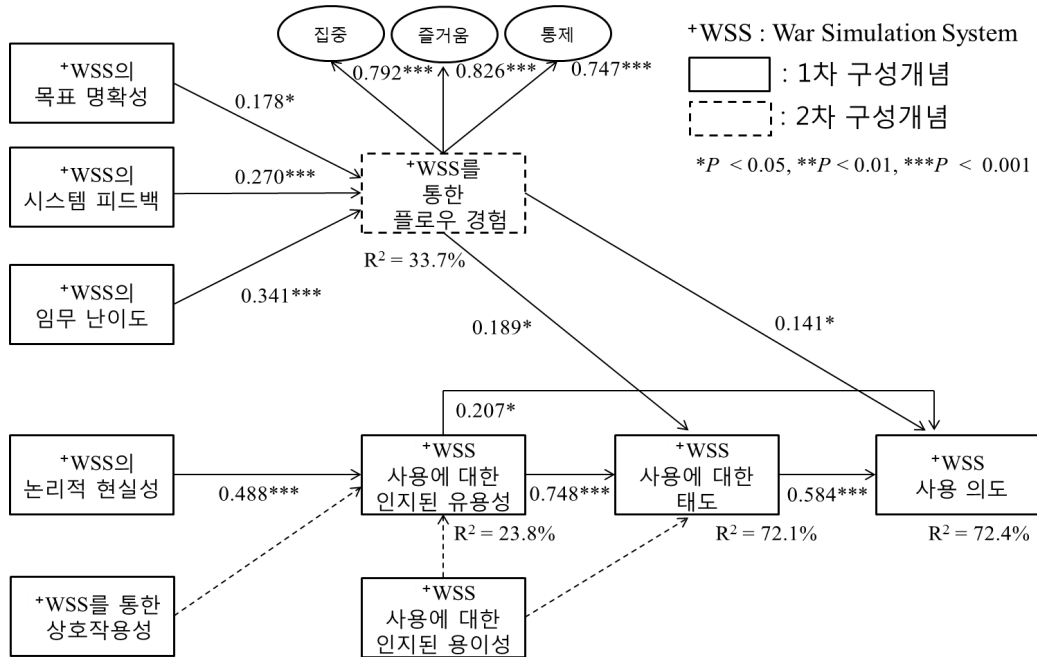 집중
즐거움
통제
0.792***
0.826***
0.747***
⁺WSS : War Simulation System
: 1차 구성개념
: 2차 구성개념
*P < 0.05, **P < 0.01, ***P < 0.001
⁺WSS의
목표 명확성
0.178*
⁺WSS의
시스템 피드백
0.270***
⁺WSS를
통한
플로우 경험
R² = 33.7%
⁺WSS의
임무 난이도
0.341***
0.189*
0.141*
0.207*
⁺WSS의
논리적 현실성
0.488***
⁺WSS
사용에 대한
인지된 유용성
0.748***
R² = 23.8%
⁺WSS
사용에 대한
태도
0.584***
R² = 72.1%
⁺WSS
사용 의도
R² = 72.4%
⁺WSS를 통한
상호작용성
⁺WSS
사용에 대한
인지된 용이성